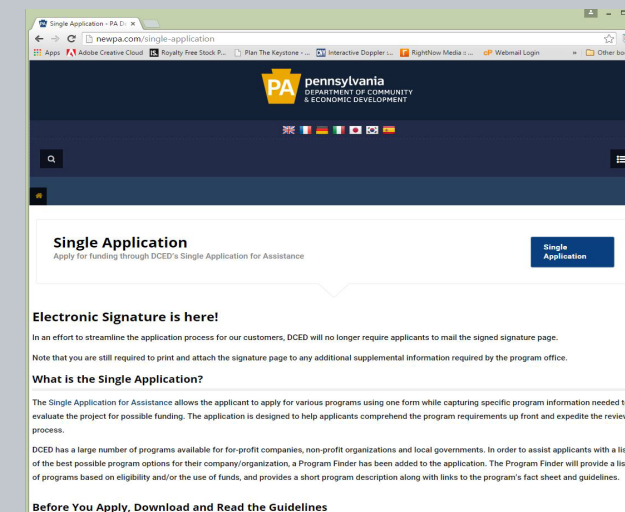 Single Application - PA De
newpa.com/single-application
Apps Adobe Creative Cloud Royalty Free Stock P... Plan The Keystone - ... Interactive Doppler :... RightNow Media :: ... cP Webmail Login » Other boo
PA pennsylvania
DEPARTMENT OF COMMUNITY
& ECONOMIC DEVELOPMENT
Single Application
Apply for funding through DCED's Single Application for Assistance
Single
Application
Electronic Signature is here!
In an effort to streamline the application process for our customers, DCED will no longer require applicants to mail the signed signature page.
Note that you are still required to print and attach the signature page to any additional supplemental information required by the program office.
What is the Single Application?
The Single Application for Assistance allows the applicant to apply for various programs using one form while capturing specific program information needed t
evaluate the project for possible funding. The application is designed to help applicants comprehend the program requirements up front and expedite the revie
process.
DCED has a large number of programs available for for-profit companies, non-profit organizations and local governments. In order to assist applicants with a lis
of the best possible program options for their company/organization, a Program Finder has been added to the application. The Program Finder will provide a lis
of programs based on eligibility and/or the use of funds, and provides a short program description along with links to the program's fact sheet and guidelines.
Before You Apply, Download and Read the Guidelines